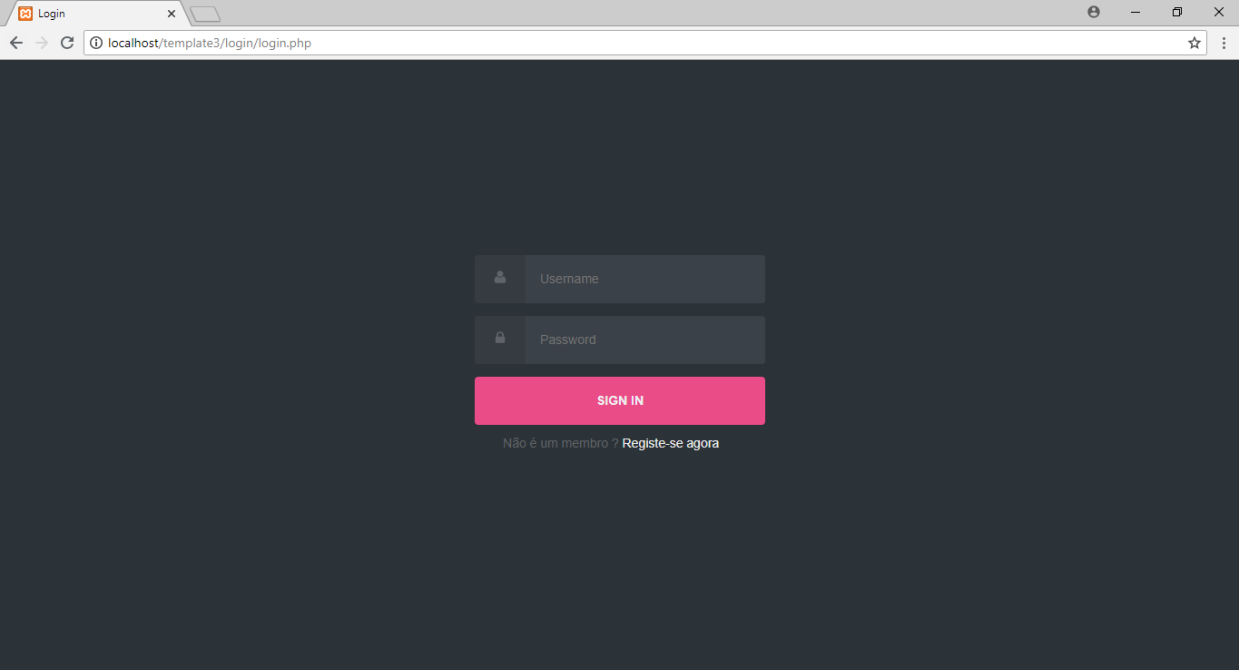 Login
localhost/template3/login/login.php
Username
Password
SIGN IN
Não é um membro ? Registe-se agora